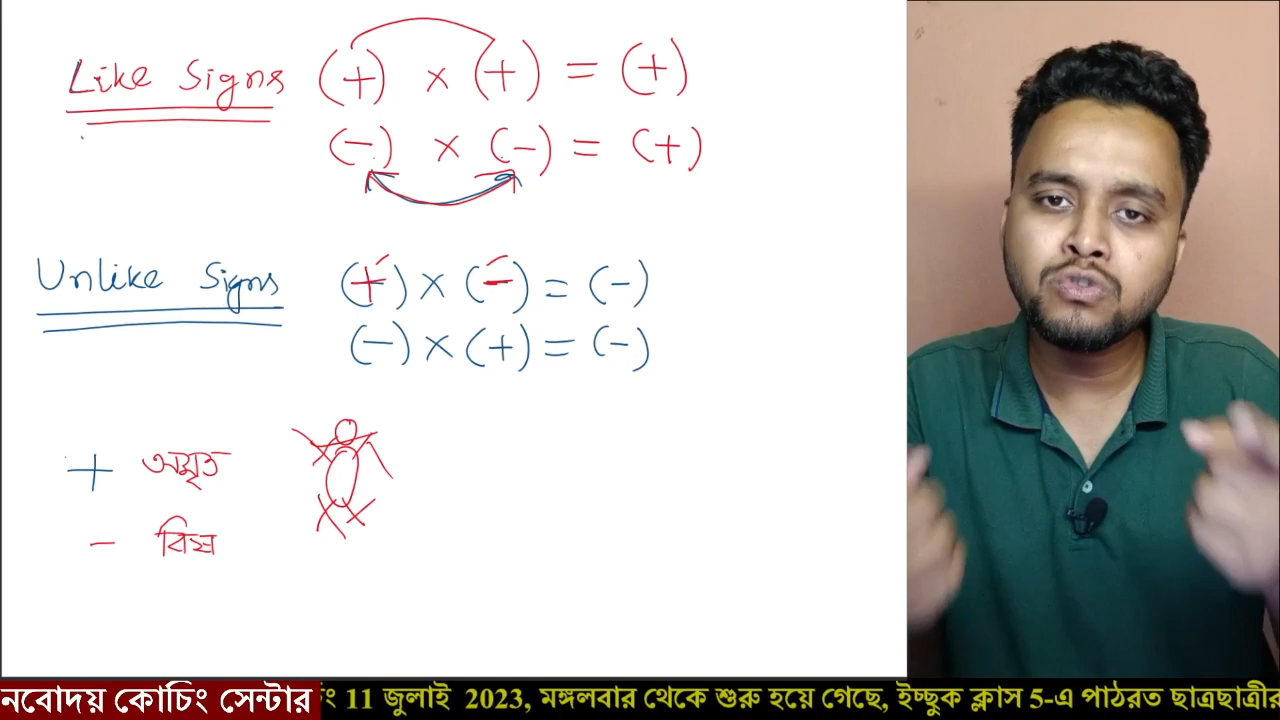 Like Signs (+) × (+) = (+)
(-) × (-) = (+)
Unlike Signs (+) × (-) = (-)
(-) × (+) = (-)
+ অমৃত
- বিষ
নবোদয় কোচিং সেন্টার চিং 11 জুলাই 2023, মঙ্গলবার থেকে শুরু হয়ে গেছে, ইচ্ছুক ক্লাস 5-এ পাঠরত ছাত্রছাত্রীর